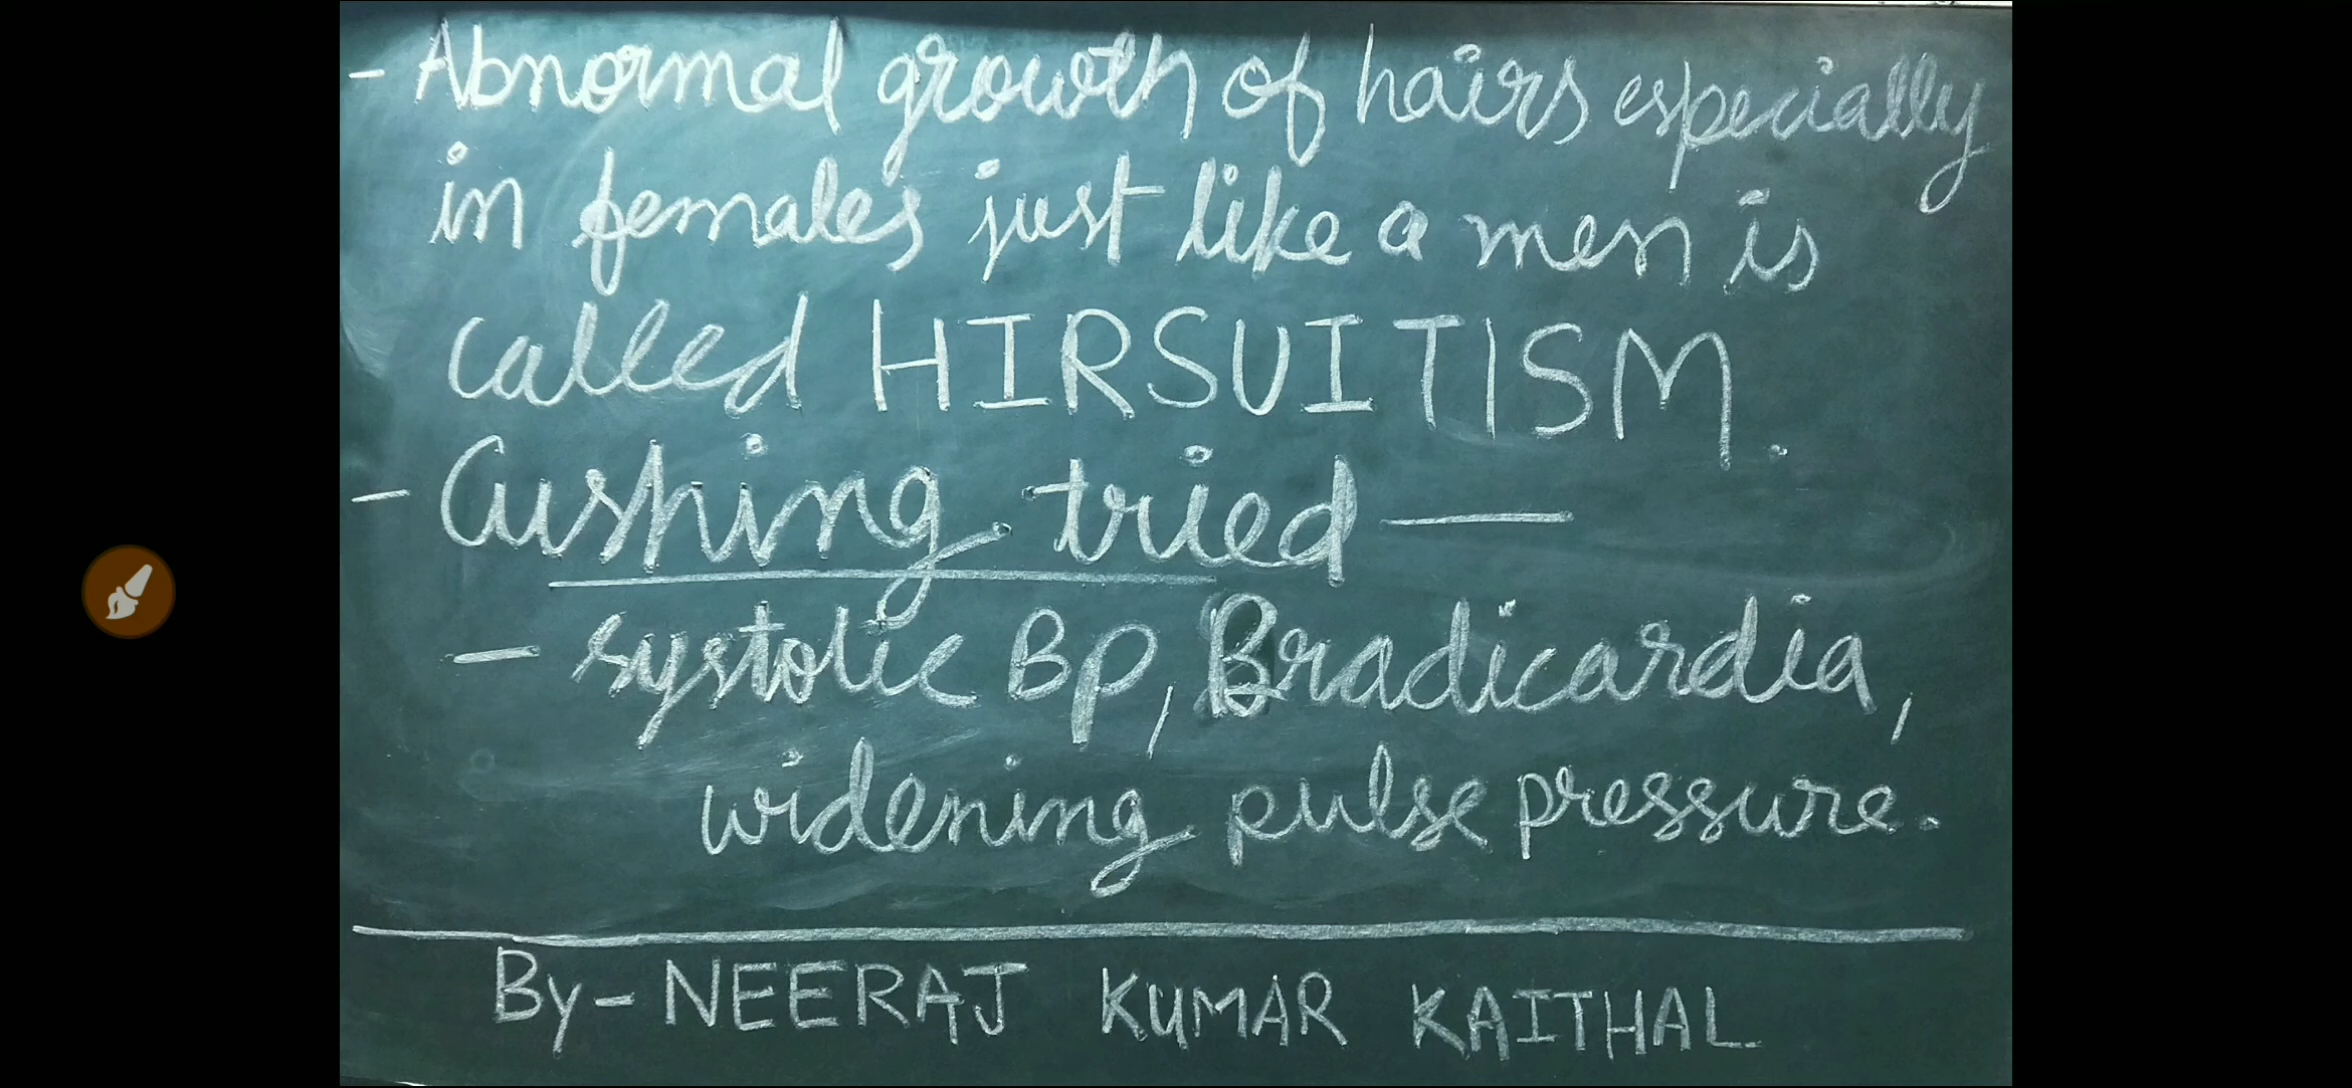 - Abnormal growth of hairs especially
in females just like a men is
called HIRSUITISM.
- Cushing tried —
- systolic BP, Bradicardia,
widening pulse pressure.
By - NEERAJ KUMAR KAITHAL